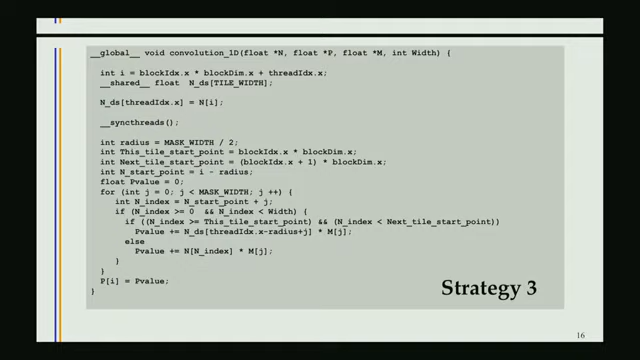 __global__ void convolution_1D(float *N, float *P, float *M, int Width) {
int i = blockIdx.x * blockDim.x + threadIdx.x;
__shared__ float N_ds[TILE_WIDTH];
N_ds[threadIdx.x] = N[i];
__syncthreads();
int radius = MASK_WIDTH / 2;
int This_tile_start_point = blockIdx.x * blockDim.x;
int Next_tile_start_point = (blockIdx.x + 1) * blockDim.x;
int N_start_point = i - radius;
float Pvalue = 0;
for (int j = 0; j < MASK_WIDTH; j ++) {
int N_index = N_start_point + j;
if (N_index >= 0 && N_index < Width) {
if ((N_index >= This_tile_start_point) && (N_index < Next_tile_start_point))
Pvalue += N_ds[threadIdx.x-radius+j] * M[j];
else
Pvalue += N[N_index] * M[j];
}
}
P[i] = Pvalue;
}
Strategy 3
16